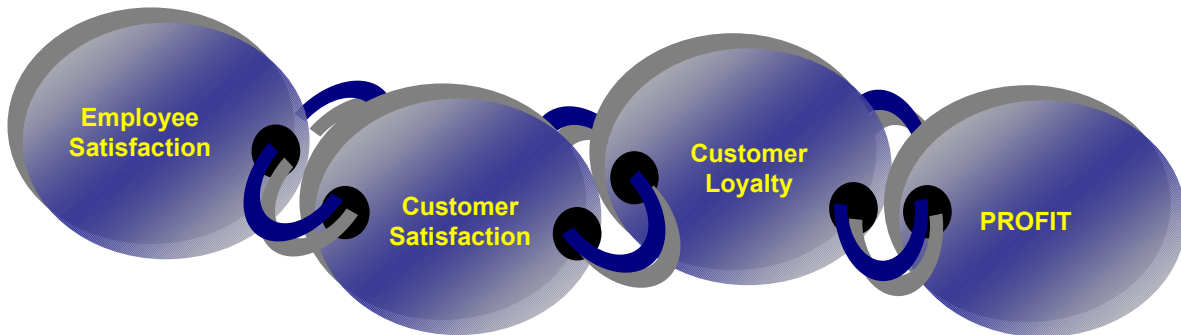 Employee
Satisfaction
Customer
Satisfaction
Customer
Loyalty
PROFIT